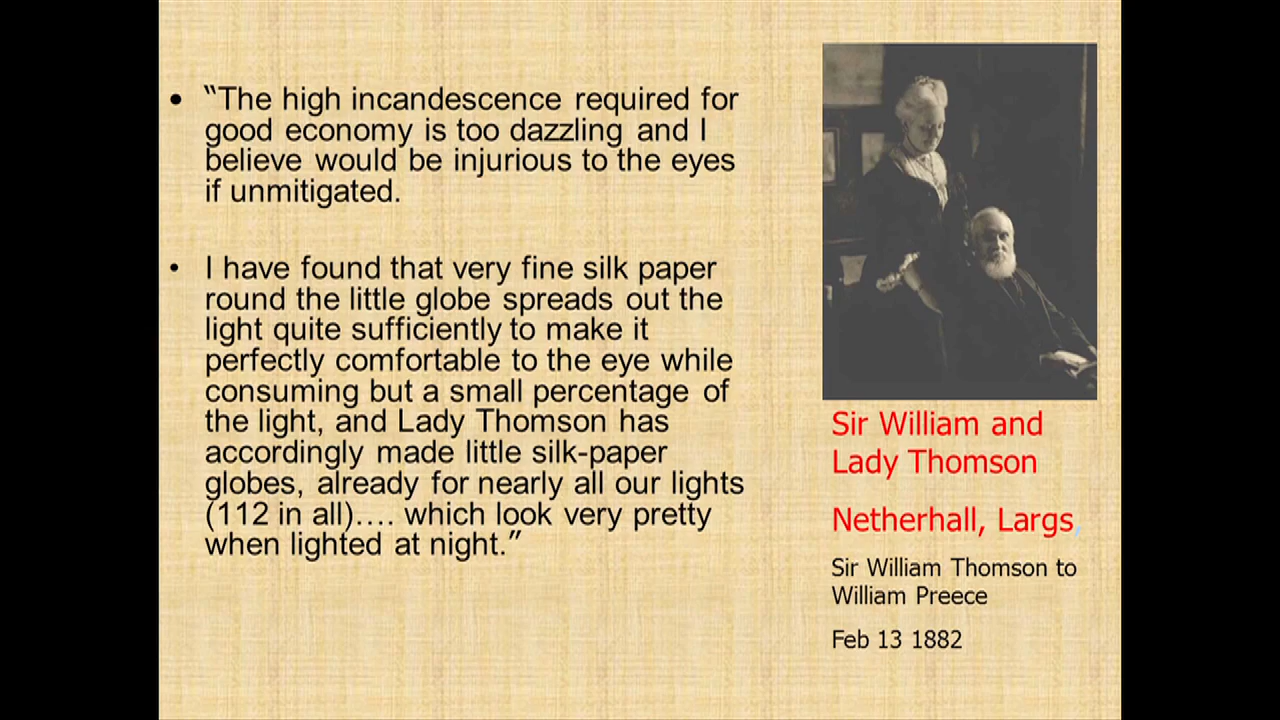 • “The high incandescence required for
good economy is too dazzling and I
believe would be injurious to the eyes
if unmitigated.
• I have found that very fine silk paper
round the little globe spreads out the
light quite sufficiently to make it
perfectly comfortable to the eye while
consuming but a small percentage of
the light, and Lady Thomson has
accordingly made little silk-paper
globes, already for nearly all our lights
(112 in all)…. which look very pretty
when lighted at night.”
Sir William and
Lady Thomson
Netherhall, Largs,
Sir William Thomson to
William Preece
Feb 13 1882